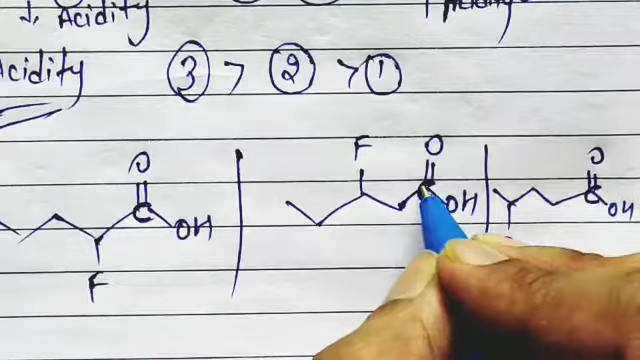 ↓ Acidity
Acidity
Acidity ③ > ② > ①
O F O O
C OH C OH C OH
F